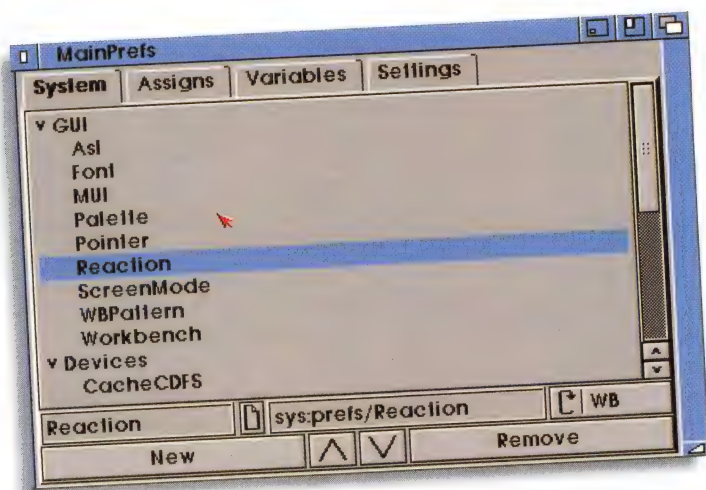 MainPrefs
System Assigns Variables Settings
GUI
Asl
Font
MUI
Palette
Pointer
Reaction
ScreenMode
WBPattern
Workbench
Devices
CacheCDFS
Reaction sys:prefs/Reaction WB
New Remove